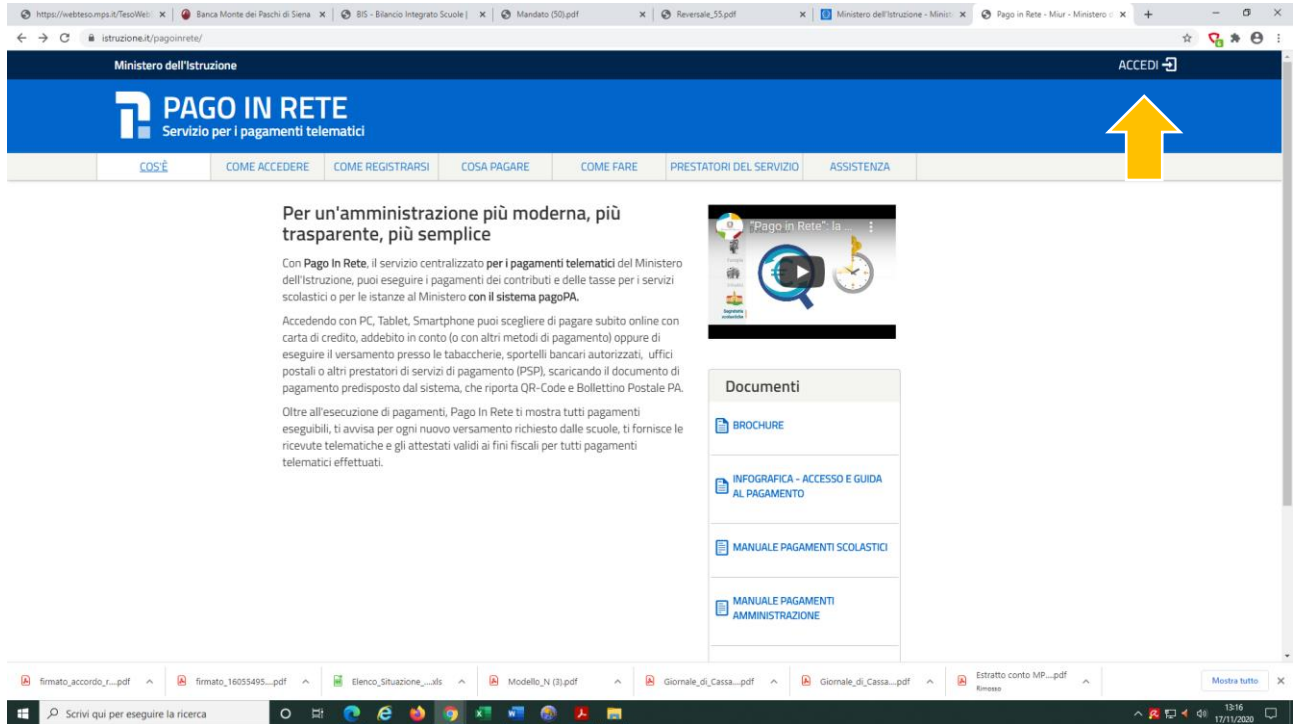 https://webteso.mps.it/TesoWeb
Banca Monte dei Paschi di Siena
BIS - Bilancio Integrato Scuole |
Mandato (50).pdf
Reversale_55.pdf
Ministero dell'Istruzione - Minist
Pago in Rete - Miur - Ministero d
istruzione.it/pagoinrete/
Ministero dell'Istruzione
ACCEDI
PAGO IN RETE
Servizio per i pagamenti telematici
COS'È
COME ACCEDERE
COME REGISTRARSI
COSA PAGARE
COME FARE
PRESTATORI DEL SERVIZIO
ASSISTENZA
Per un'amministrazione più moderna, più
trasparente, più semplice
Con Pago In Rete, il servizio centralizzato per i pagamenti telematici del Ministero
dell'Istruzione, puoi eseguire i pagamenti dei contributi e delle tasse per i servizi
scolastici o per le istanze al Ministero con il sistema pagoPA.
Accedendo con PC, Tablet, Smartphone puoi scegliere di pagare subito online con
carta di credito, addebito in conto (o con altri metodi di pagamento) oppure di
eseguire il versamento presso le tabaccherie, sportelli bancari autorizzati, uffici
postali o altri prestatori di servizi di pagamento (PSP), scaricando il documento di
pagamento predisposto dal sistema, che riporta QR-Code e Bollettino Postale PA.
Oltre all'esecuzione di pagamenti, Pago In Rete ti mostra tutti pagamenti
eseguibili, ti avvisa per ogni nuovo versamento richiesto dalle scuole, ti fornisce le
ricevute telematiche e gli attestati validi ai fini fiscali per tutti pagamenti
telematici effettuati.
"Pago in Rete": la ...
Documenti
BROCHURE
INFOGRAFICA - ACCESSO E GUIDA
AL PAGAMENTO
MANUALE PAGAMENTI SCOLASTICI
MANUALE PAGAMENTI
AMMINISTRAZIONE
firmato_accordo_r....pdf
firmato_16055495....pdf
Elenco_Situazione_....xls
Modello_N (3).pdf
Giornale_di_Cassa....pdf
Giornale_di_Cassa....pdf
Estratto conto MP....pdf
Rimosso
Mostra tutto
Scrivi qui per eseguire la ricerca
13:16
17/11/2020